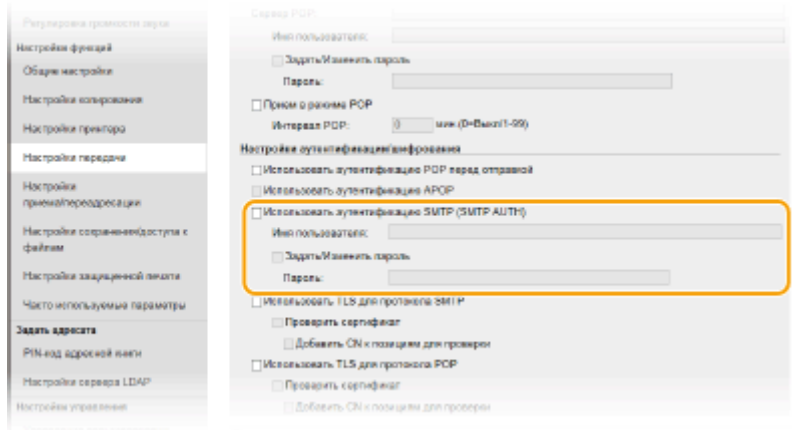 Регулировка громкости звука
Настройки функций
Общие настройки
Настройки копирования
Настройки принтера
Настройки передачи
Настройки
приема/переадресации
Настройки сохранения/доступа к
файлам
Настройки защищенной печати
Часто используемые параметры
Задать адресата
PIN-код адресной книги
Настройки сервера LDAP
Настройки управления
Сервер POP:
Имя пользователя:
Задать/Изменить пароль
Пароль:
Прием в режиме POP
Интервал POP: 0 мин.(0=Выкл/1-99)
Настройки аутентификации/шифрования
Использовать аутентификацию POP перед отправкой
Использовать аутентификацию APOP
Использовать аутентификацию SMTP (SMTP AUTH)
Имя пользователя:
Задать/Изменить пароль
Пароль:
Использовать TLS для протокола SMTP
Проверить сертификат
Добавить CN к позициям для проверки
Использовать TLS для протокола POP
Проверить сертификат
Добавить CN к позициям для проверки